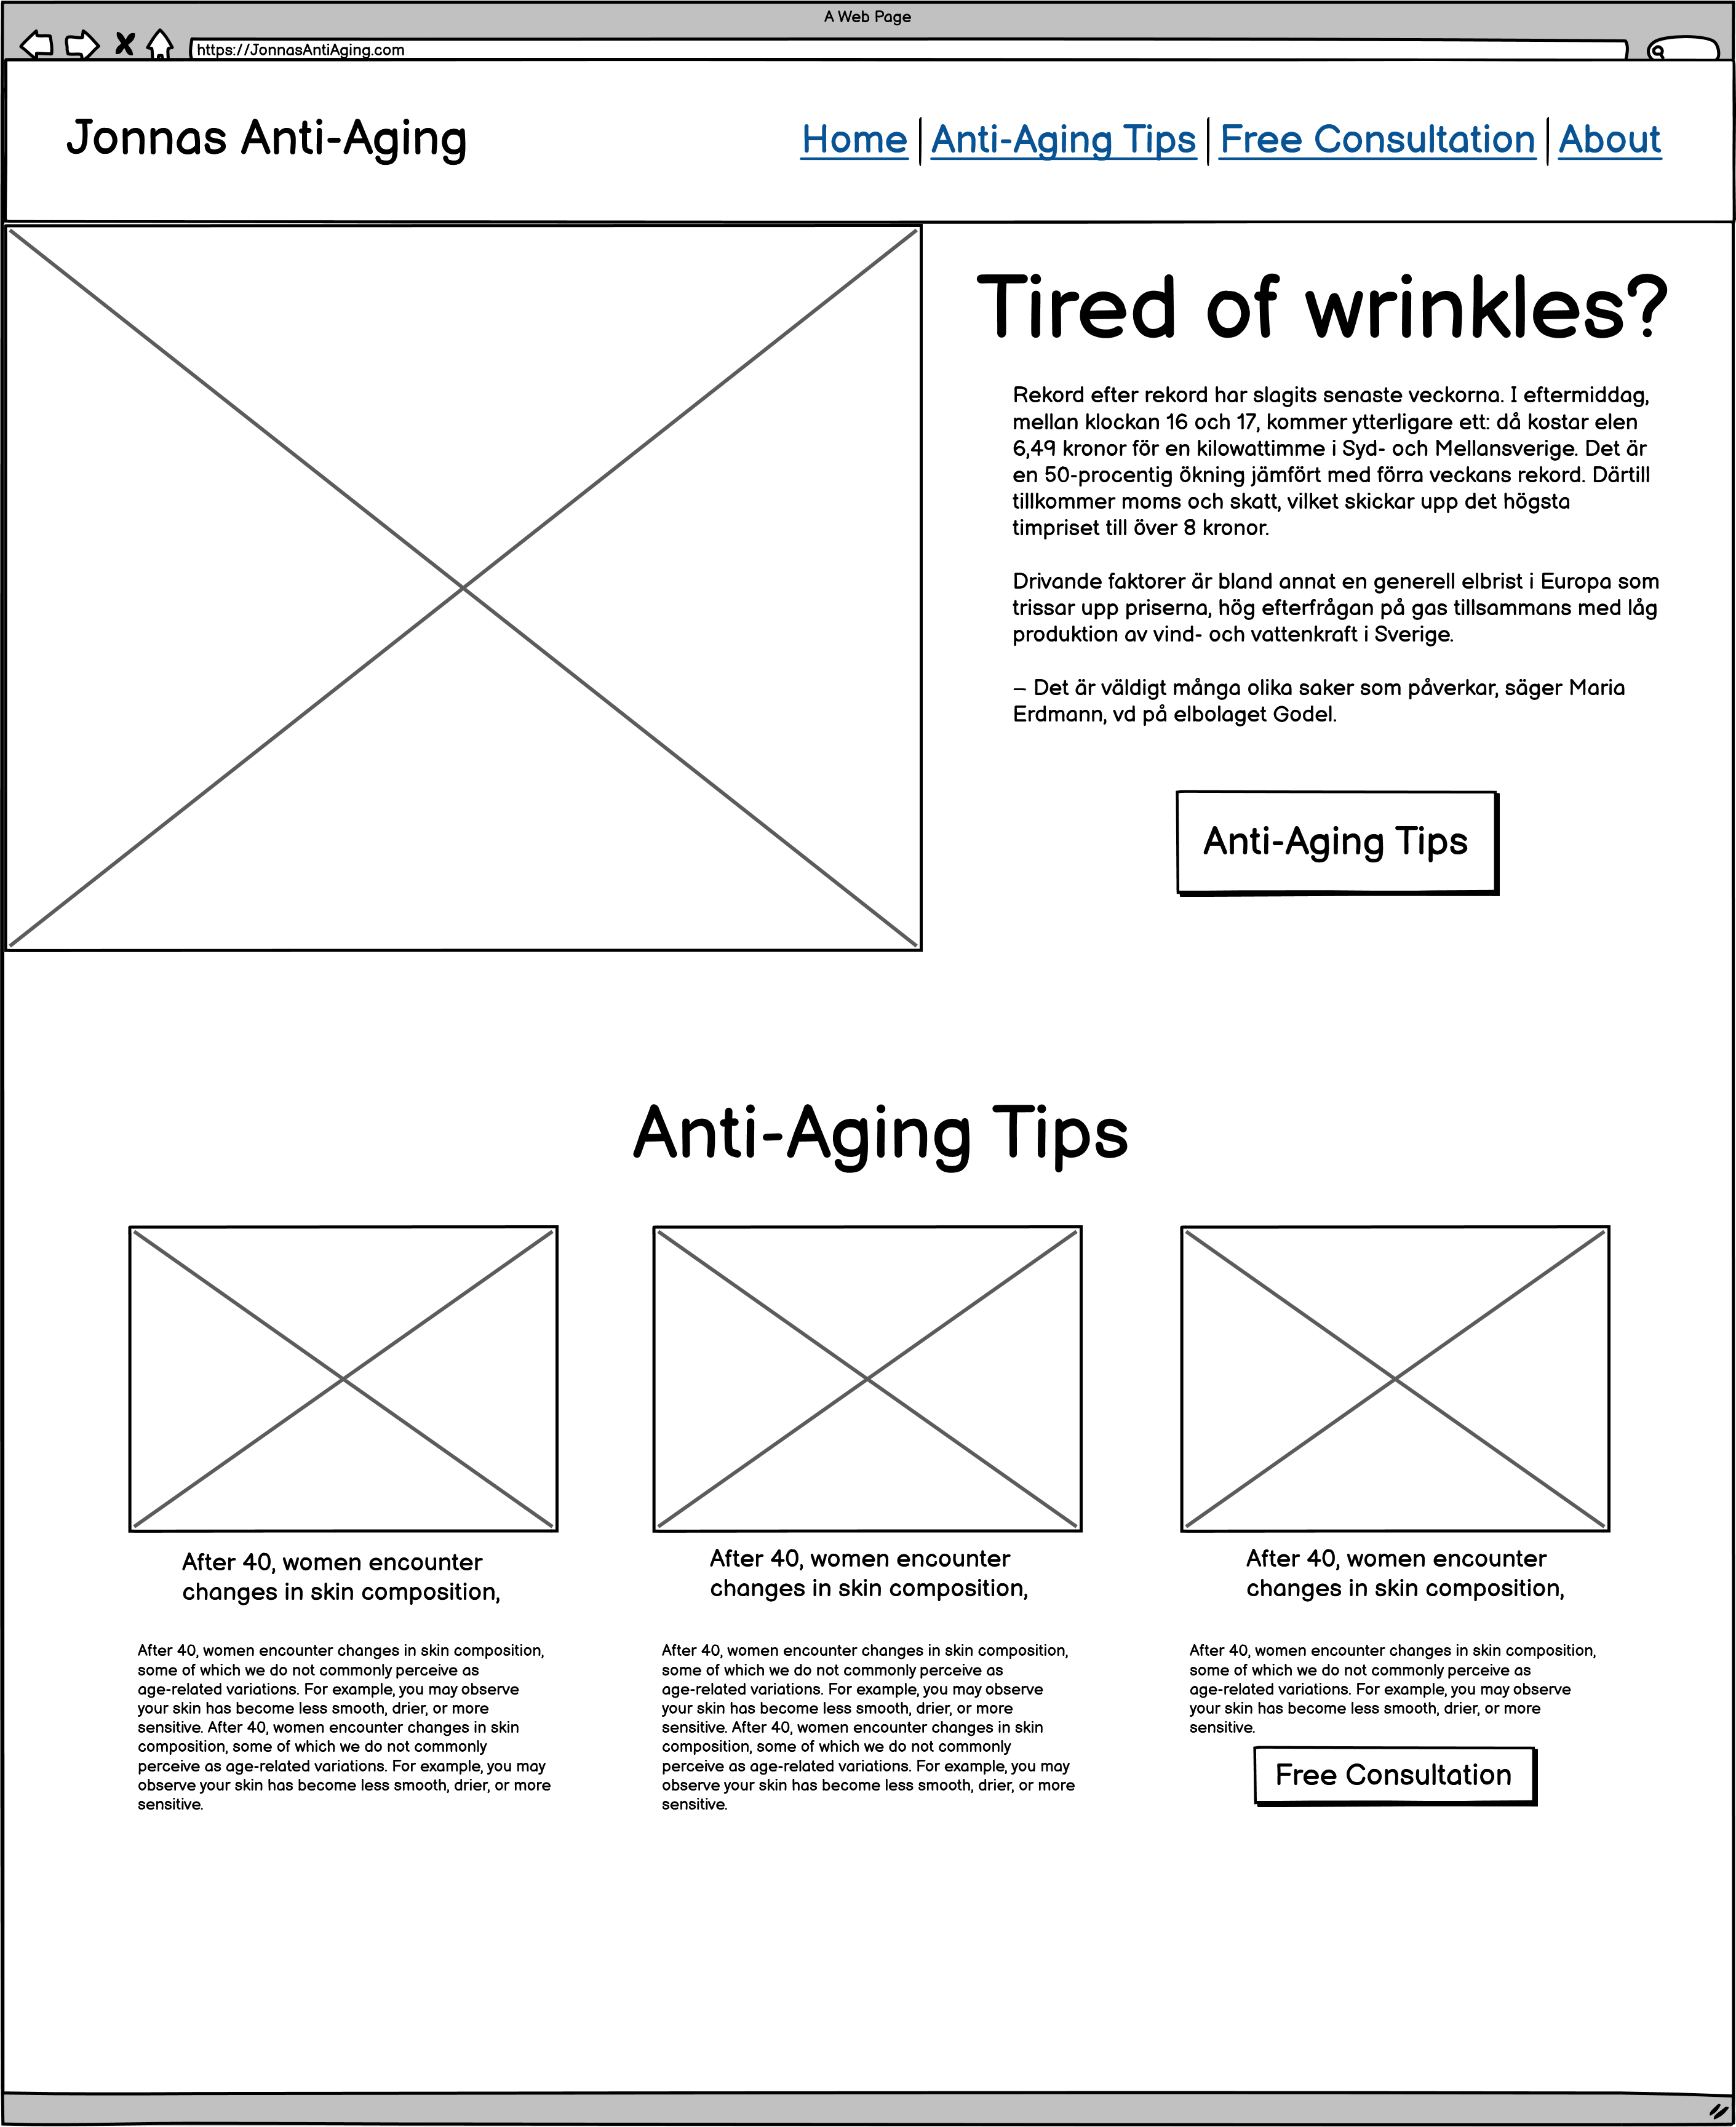 A Web Page
https://JonnasAntiAging.com
Jonnas Anti-Aging
Home | Anti-Aging Tips | Free Consultation | About
Tired of wrinkles?
Rekord efter rekord har slagits senaste veckorna. I eftermiddag,
mellan klockan 16 och 17, kommer ytterligare ett: då kostar elen
6,49 kronor för en kilowattimme i Syd- och Mellansverige. Det är
en 50-procentig ökning jämfört med förra veckans rekord. Därtill
tillkommer moms och skatt, vilket skickar upp det högsta
timpriset till över 8 kronor.
Drivande faktorer är bland annat en generell elbrist i Europa som
trissar upp priserna, hög efterfrågan på gas tillsammans med låg
produktion av vind- och vattenkraft i Sverige.
– Det är väldigt många olika saker som påverkar, säger Maria
Erdmann, vd på elbolaget Godel.
Anti-Aging Tips
Anti-Aging Tips
After 40, women encounter
changes in skin composition,
After 40, women encounter changes in skin composition,
some of which we do not commonly perceive as
age-related variations. For example, you may observe
your skin has become less smooth, drier, or more
sensitive. After 40, women encounter changes in skin
composition, some of which we do not commonly
perceive as age-related variations. For example, you may
observe your skin has become less smooth, drier, or more
sensitive.
After 40, women encounter
changes in skin composition,
After 40, women encounter changes in skin composition,
some of which we do not commonly perceive as
age-related variations. For example, you may observe
your skin has become less smooth, drier, or more
sensitive. After 40, women encounter changes in skin
composition, some of which we do not commonly
perceive as age-related variations. For example, you may
observe your skin has become less smooth, drier, or more
sensitive.
After 40, women encounter
changes in skin composition,
After 40, women encounter changes in skin composition,
some of which we do not commonly perceive as
age-related variations. For example, you may observe
your skin has become less smooth, drier, or more
sensitive.
Free Consultation